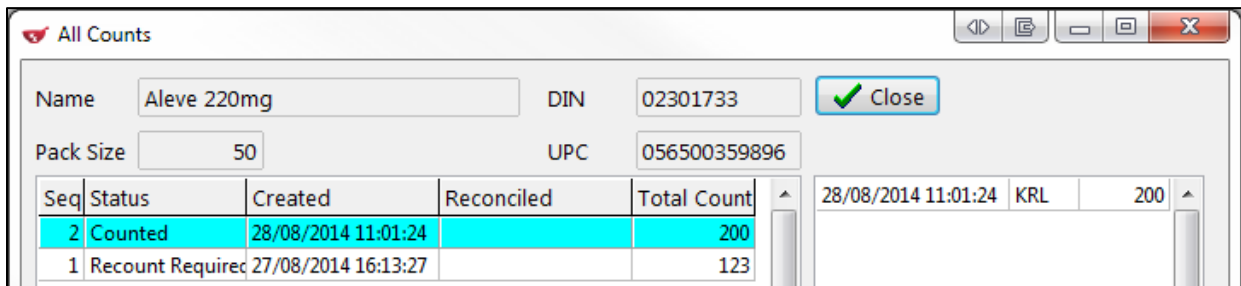 All Counts
Name Aleve 220mg DIN 02301733 Close
Pack Size 50 UPC 056500359896
Seq Status Created Reconciled Total Count
28/08/2014 11:01:24 KRL 200
2 Counted 28/08/2014 11:01:24 200
1 Recount Required 27/08/2014 16:13:27 123